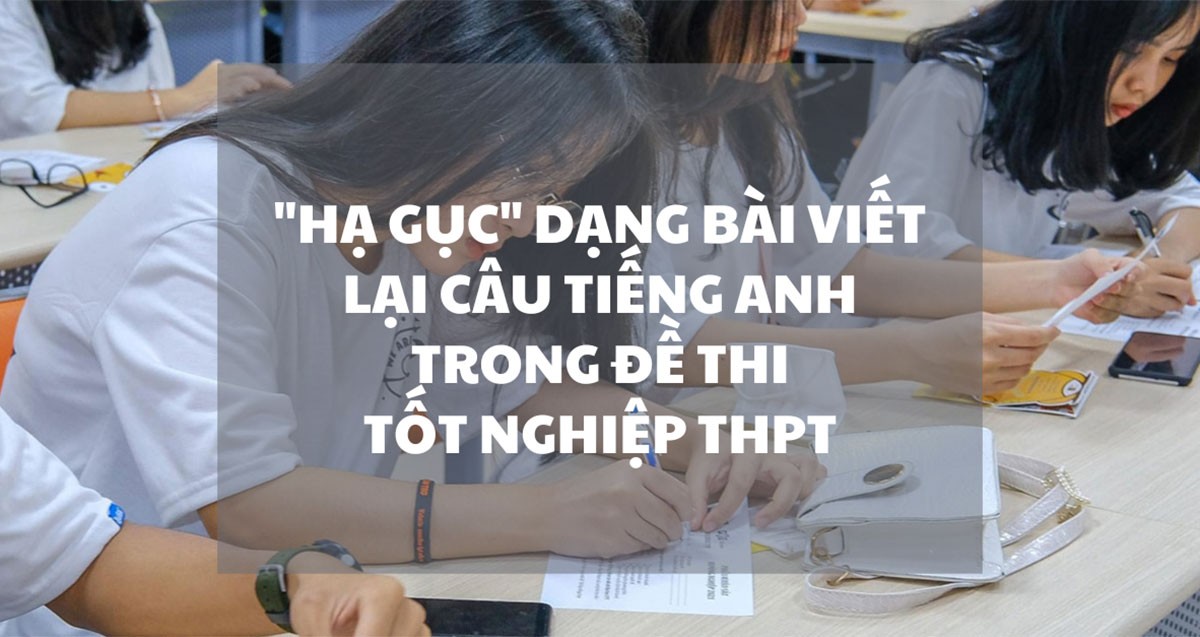 "HẠ GỤC" DẠNG BÀI VIẾT
LẠI CÂU TIẾNG ANH
TRONG ĐỀ THI
TỐT NGHIỆP THPT